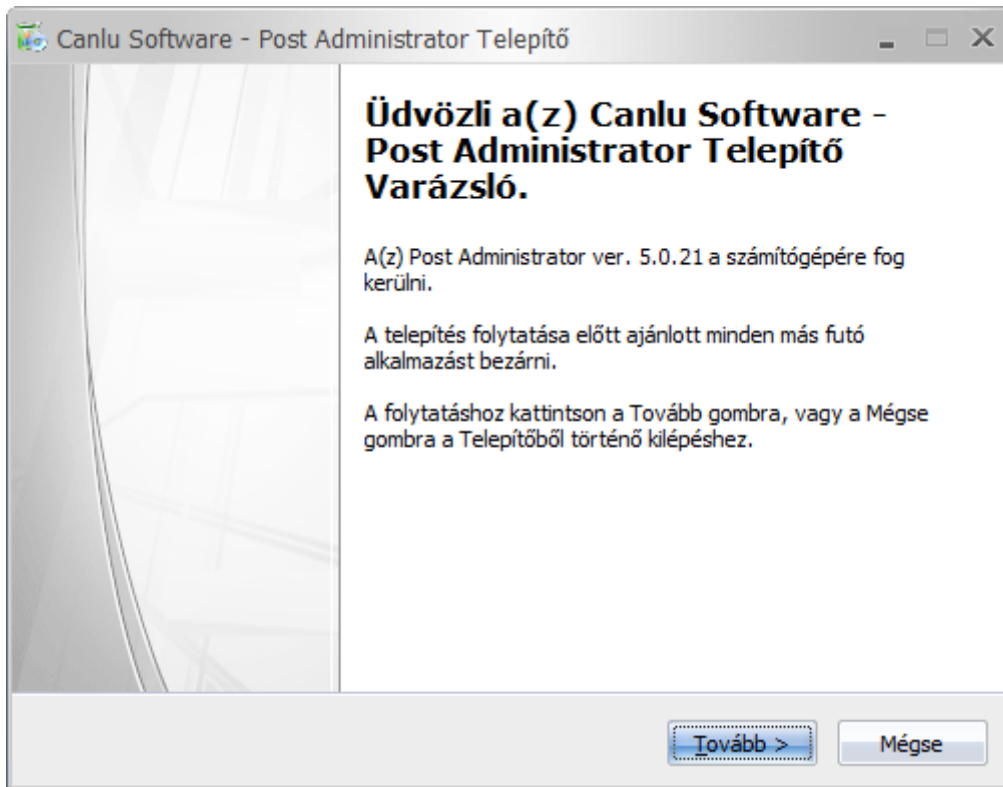 Canlu Software - Post Administrator Telepítő
Üdvözli a(z) Canlu Software -
Post Administrator Telepítő
Varázsló.
A(z) Post Administrator ver. 5.0.21 a számítógépére fog
kerülni.
A telepítés folytatása előtt ajánlott minden más futó
alkalmazást bezárni.
A folytatáshoz kattintson a Tovább gombra, vagy a Mégse
gombra a Telepítőből történő kilépéshez.
Tovább >
Mégse